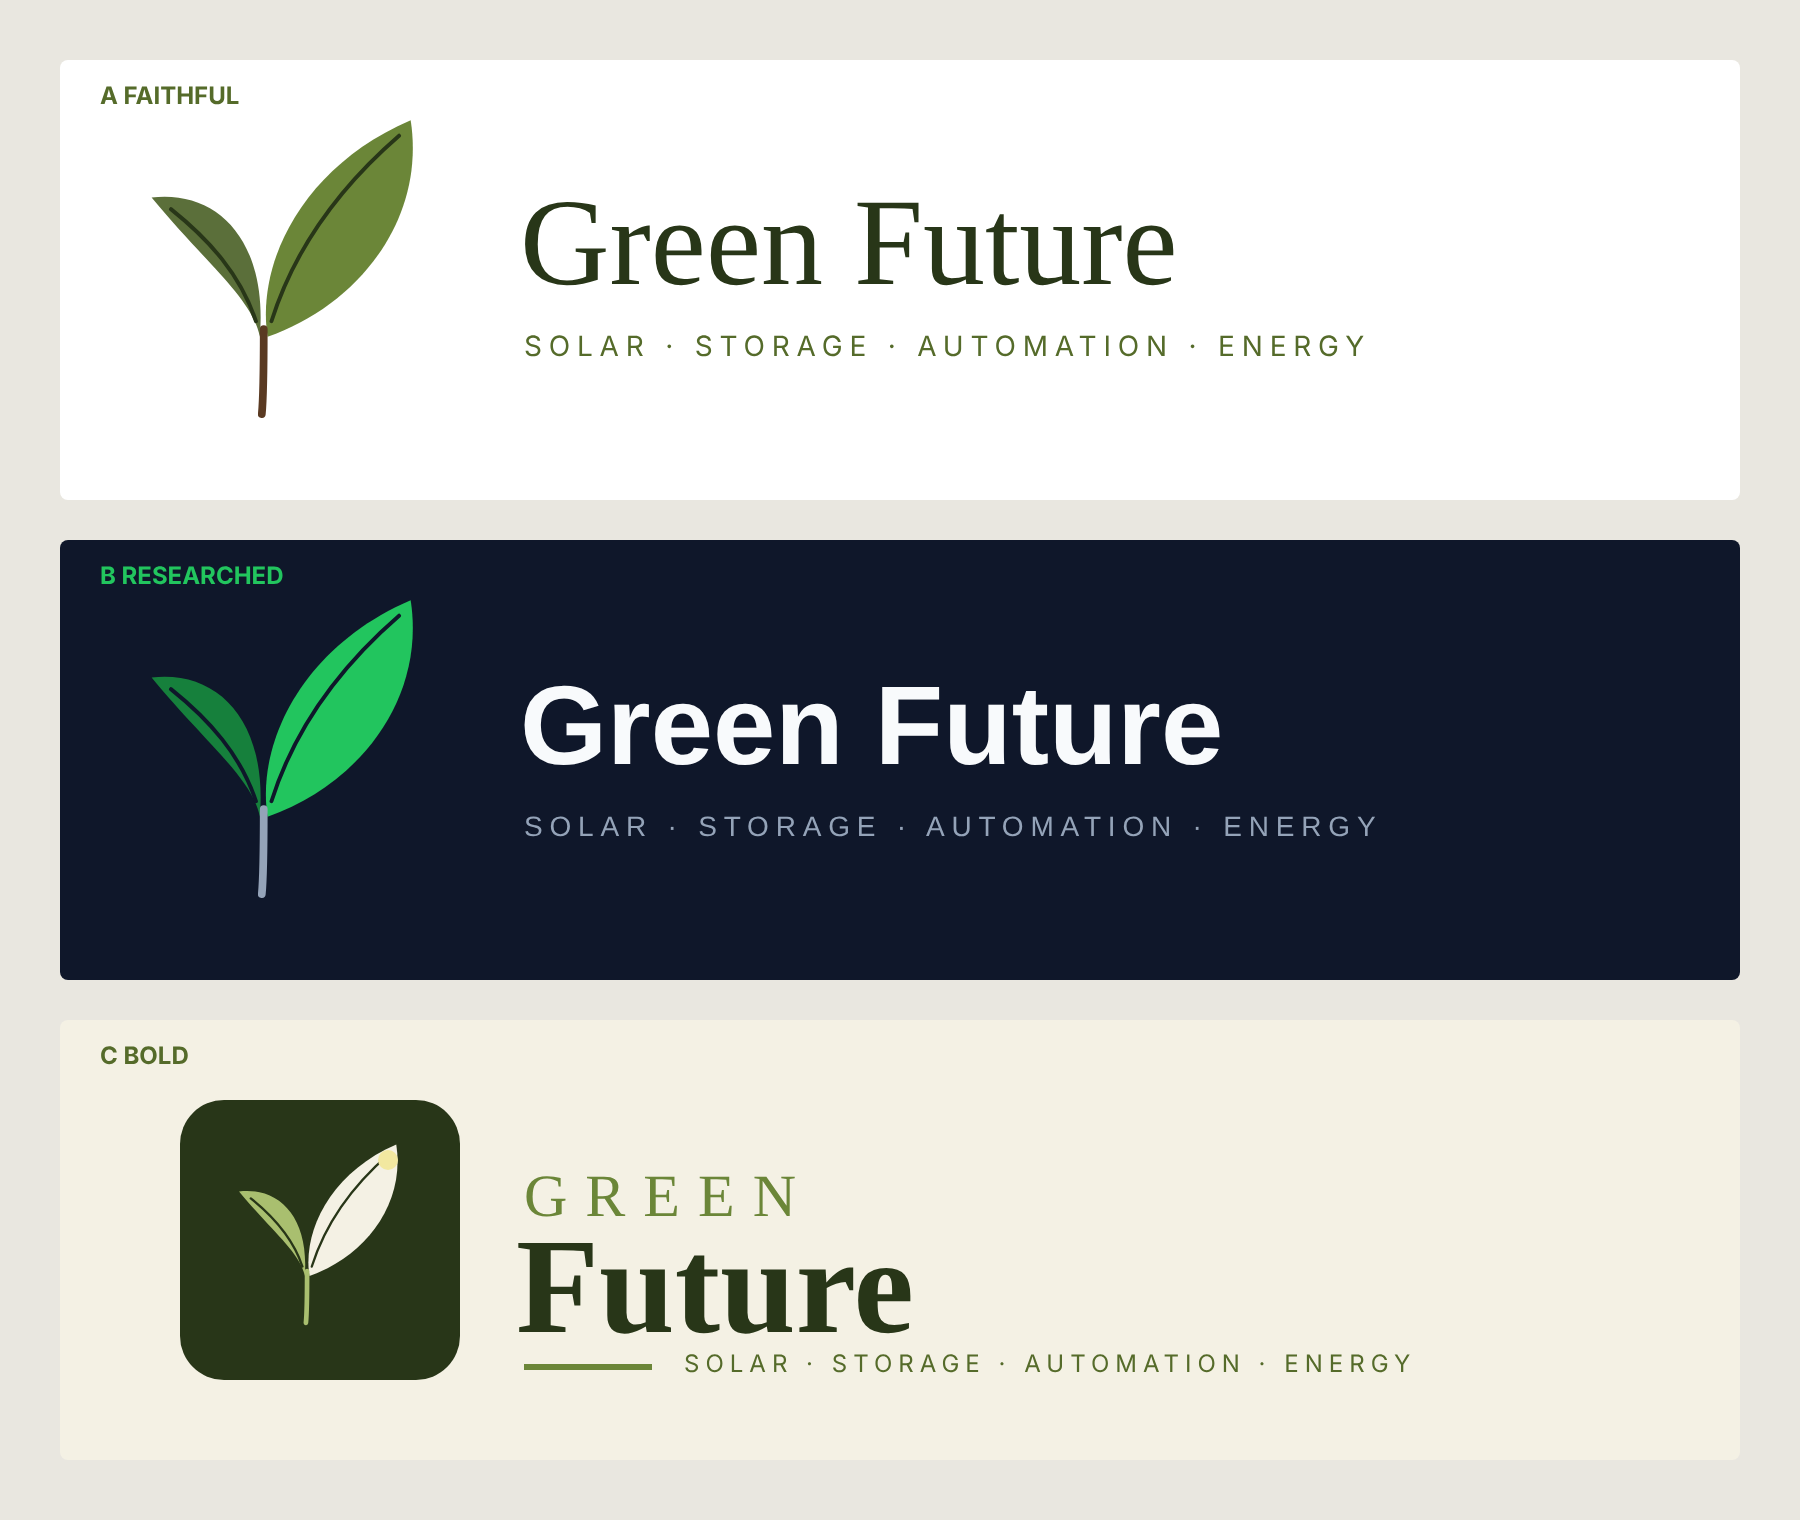 A FAITHFUL
Green Future
SOLAR · STORAGE · AUTOMATION · ENERGY
B RESEARCHED
Green Future
SOLAR · STORAGE · AUTOMATION · ENERGY
C BOLD
GREEN
Future
SOLAR · STORAGE · AUTOMATION · ENERGY